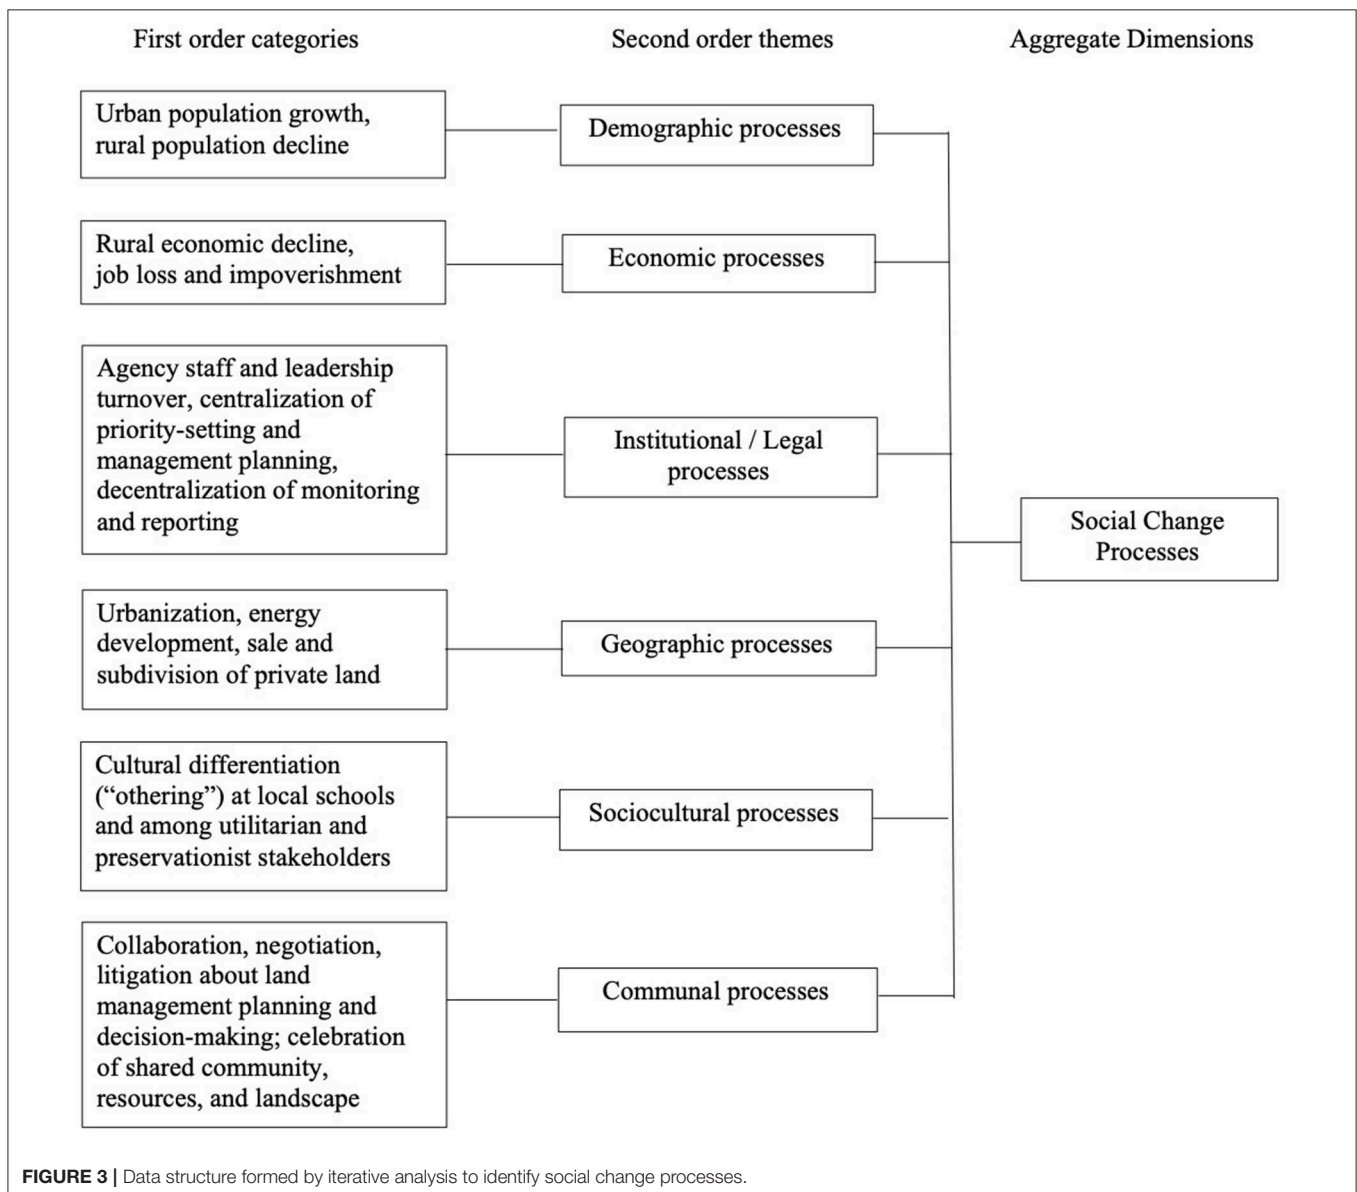 First order categories
Second order themes
Aggregate Dimensions
Urban population growth,
rural population decline
Demographic processes
Rural economic decline,
job loss and impoverishment
Economic processes
Agency staff and leadership
turnover, centralization of
priority-setting and
management planning,
decentralization of monitoring
and reporting
Institutional / Legal
processes
Social Change
Processes
Urbanization, energy
development, sale and
subdivision of private land
Geographic processes
Cultural differentiation
(“othering”) at local schools
and among utilitarian and
preservationist stakeholders
Sociocultural processes
Collaboration, negotiation,
litigation about land
management planning and
decision-making; celebration
of shared community,
resources, and landscape
Communal processes
FIGURE 3 | Data structure formed by iterative analysis to identify social change processes.